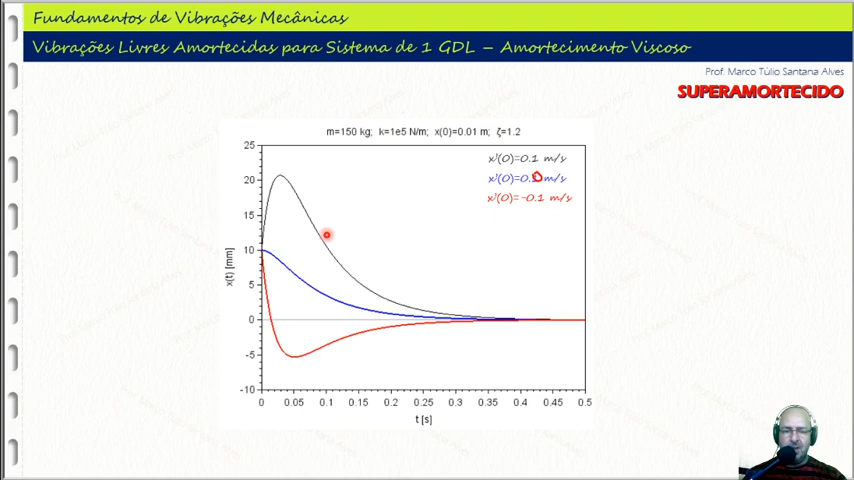 Fundamentos de Vibrações Mecânicas
Vibrações Livres Amortecidas para Sistema de 1 GDL – Amortecimento Viscoso
Prof. Marco Túlio Santana Alves
SUPERAMORTECIDO
m=150 kg; k=1e5 N/m; x(0)=0.01 m; ζ=1.2
x'(0)=0.1 m/s
x'(0)=0.0 m/s
x'(0)=-0.1 m/s
25
20
15
10
5
0
-5
-10
x(t) [mm]
0 0.05 0.1 0.15 0.2 0.25 0.3 0.35 0.4 0.45 0.5
t [s]